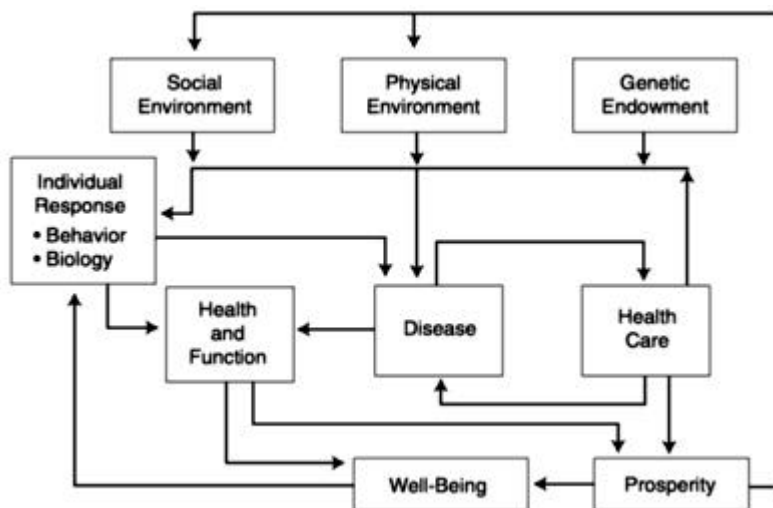 Social
Environment
Physical
Environment
Genetic
Endowment
Individual
Response
• Behavior
• Biology
Health
and
Function
Disease
Health
Care
Well-Being
Prosperity